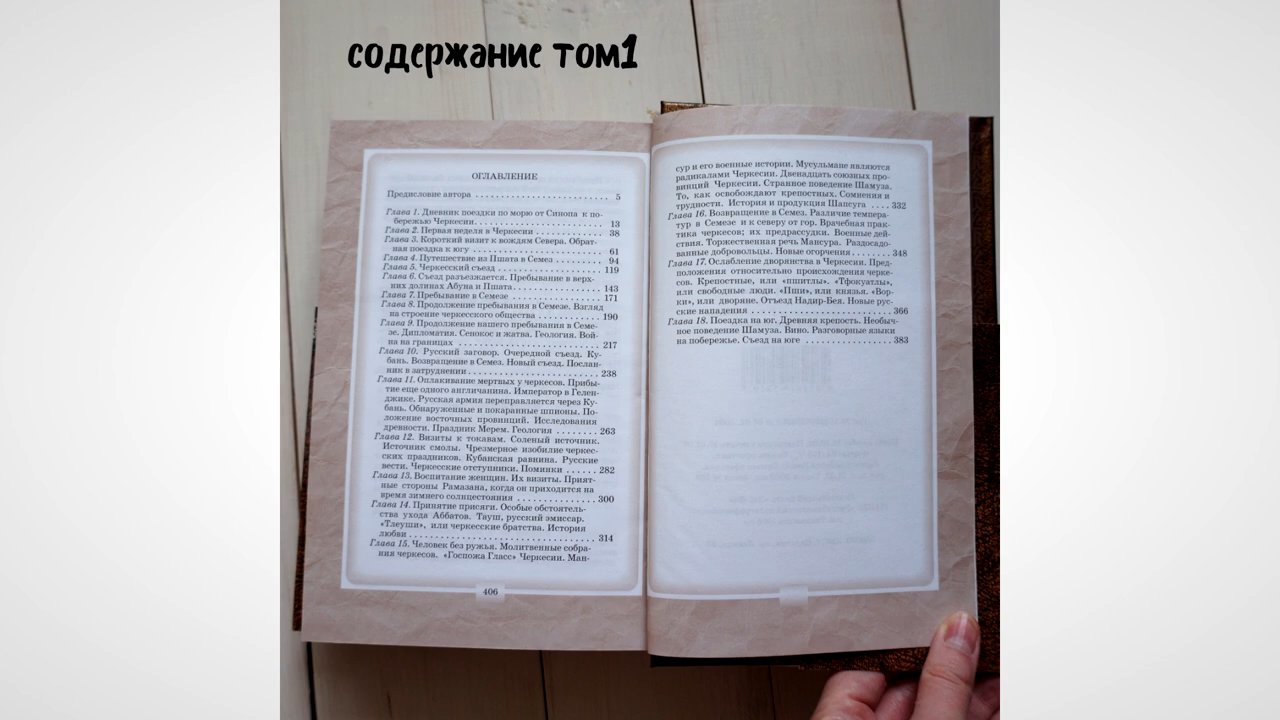 содержание том1
ОГЛАВЛЕНИЕ
Предисловие автора . . . . . . . . . . . . . . . . . . . . . . . . . . . 5
Глава 1. Дневник поездки по морю от Синопа к по-
бережью Черкесии. . . . . . . . . . . . . . . . . . . . . . . . . 13
Глава 2. Первая неделя в Черкесии . . . . . . . . . . . . . 38
Глава 3. Короткий визит к вождям Севера. Обрат-
ная поездка к югу . . . . . . . . . . . . . . . . . . . . . . . . . 61
Глава 4. Путешествие из Пшата в Семез . . . . . . . . . 94
Глава 5. Черкесский съезд . . . . . . . . . . . . . . . . . . . . 119
Глава 6. Съезд разъезжается. Пребывание в верх-
них долинах Абуна и Пшата . . . . . . . . . . . . . . . . 143
Глава 7. Пребывание в Семезе . . . . . . . . . . . . . . . . . 171
Глава 8. Продолжение пребывания в Семезе. Взгляд
на строение черкесского общества . . . . . . . . . . . 190
Глава 9. Продолжение нашего пребывания в Семе-
зе. Дипломатия. Сенокос и жатва. Геология. Вой-
на на границах . . . . . . . . . . . . . . . . . . . . . . . . . . . 217
Глава 10. Русский заговор. Очередной съезд. Ку-
бань. Возвращение в Семез. Новый съезд. Послан-
ник в затруднении . . . . . . . . . . . . . . . . . . . . . . . . 238
Глава 11. Оплакивание мертвых у черкесов. Прибы-
тие еще одного англичанина. Император в Гелен-
джике. Русская армия переправляется через Ку-
бань. Обнаруженные и покаранные шпионы. По-
ложение восточных провинций. Исследования
древности. Праздник Мерем. Геология . . . . . . . . 263
Глава 12. Визиты к токавам. Соленый источник.
Источник смолы. Чрезмерное изобилие черкес-
ских праздников. Кубанская равнина. Русские
вести. Черкесские отступники. Поминки . . . . . . 282
Глава 13. Воспитание женщин. Их визиты. Прият-
ные стороны Рамазана, когда он приходится на
время зимнего солнцестояния . . . . . . . . . . . . . . . 300
Глава 14. Принятие присяги. Особые обстоятель-
ства ухода Аббатов. Тауш, русский эмиссар.
«Тлеуши», или черкесские братства. История
любви . . . . . . . . . . . . . . . . . . . . . . . . . . . . . . . . . . . 314
Глава 15. Человек без ружья. Молитвенные собра-
ния черкесов. «Госпожа Гласс» Черкесии. Ман-
406
сур и его военные истории. Мусульмане являются
радикалами Черкесии. Двенадцать союзных про-
винций Черкесии. Странное поведение Шамуза.
То, как освобождают крепостных. Сомнения и
трудности. История и продукция Шапсуга . . . . 332
Глава 16. Возвращение в Семез. Различие темпера-
тур в Семезе и к северу от гор. Врачебная прак-
тика черкесов; их предрассудки. Военные дей-
ствия. Торжественная речь Мансура. Раздосадо-
ванные добровольцы. Новые огорчения . . . . . . . . 348
Глава 17. Ослабление дворянства в Черкесии. Пред-
положения относительно происхождения черке-
сов. Крепостные, или «пшитлы». «Тфокуатлы»,
или свободные люди. «Пши», или князья. «Вор-
ки», или дворяне. Отъезд Надир-Бея. Новые рус-
ские нападения . . . . . . . . . . . . . . . . . . . . . . . . . . . 366
Глава 18. Поездка на юг. Древняя крепость. Необыч-
ное поведение Шамуза. Вино. Разговорные языки
на побережье. Съезд на юге . . . . . . . . . . . . . . . . . 383